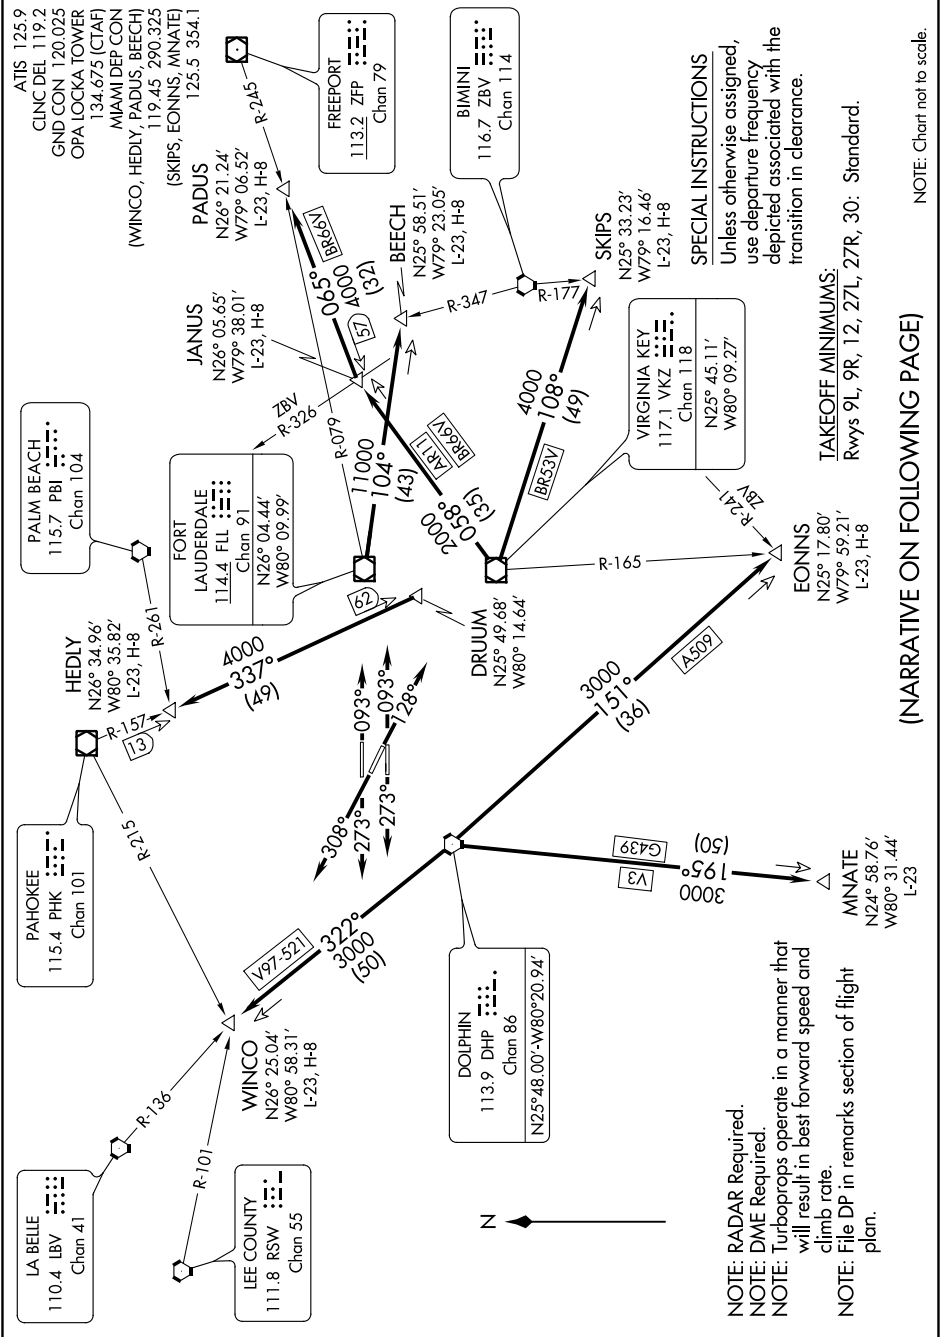 ATIS 125.9
CLNC DEL 119.2
GND CON 120.025
OPA LOCKA TOWER
134.675 (CTAF)
MIAMI DEP CON
(WINCO, HEDLY, PADUS, BEECH)
119.45 290.325
(SKIPS, EONNS, MNATE)
125.5 354.1
LA BELLE
110.4 LBV
Chan 41
R-136
LEE COUNTY
111.8 RSW
Chan 55
R-101
WINCO
N26° 25.04′
W80° 58.31′
L-23, H-8
PAHOKEE
115.4 PHK
Chan 101
R-215
R-157
13
HEDLY
N26° 34.96′
W80° 35.82′
L-23, H-8
PALM BEACH
115.7 PBI
Chan 104
R-261
4000
337°
(49)
62
FORT
LAUDERDALE
114.4 FLL
Chan 91
N26° 04.44′
W80° 09.99′
R-079
ZBV
R-326
JANUS
N26° 05.65′
W79° 38.01′
L-23, H-8
PADUS
N26° 21.24′
W79° 06.52′
L-23, H-8
R-245
FREEPORT
113.2 ZFP
Chan 79
BR66V
065°
4000
(32)
57
11000
104°
(43)
BEECH
N25° 58.51′
W79° 23.05′
L-23, H-8
BIMINI
116.7 ZBV
Chan 114
R-347
R-177
SKIPS
N25° 33.23′
W79° 16.46′
L-23, H-8
AR11
BR66V
2000
058°
(35)
4000
108°
(49)
BR53V
VIRGINIA KEY
117.1 VKZ
Chan 118
N25° 45.11′
W80° 09.27′
R-165
R-241
ZBV
EONNS
N25° 17.80′
W79° 59.21′
L-23, H-8
DRUUM
N25° 49.68′
W80° 14.64′
308°
273°
273°
093°
093°
128°
3000
151°
(36)
A509
V97-521
322°
3000
(50)
DOLPHIN
113.9 DHP
Chan 86
N25°48.00′-W80°20.94′
V3
G439
3000
195°
(50)
MNATE
N24° 58.76′
W80° 31.44′
L-23
N
SPECIAL INSTRUCTIONS
Unless otherwise assigned,
use departure frequency
depicted associated with the
transition in clearance.
TAKEOFF MINIMUMS:
Rwys 9L, 9R, 12, 27L, 27R, 30: Standard.
NOTE: RADAR Required.
NOTE: DME Required.
NOTE: Turboprops operate in a manner that
will result in best forward speed and
climb rate.
NOTE: File DP in remarks section of flight
plan.
(NARRATIVE ON FOLLOWING PAGE)
NOTE: Chart not to scale.